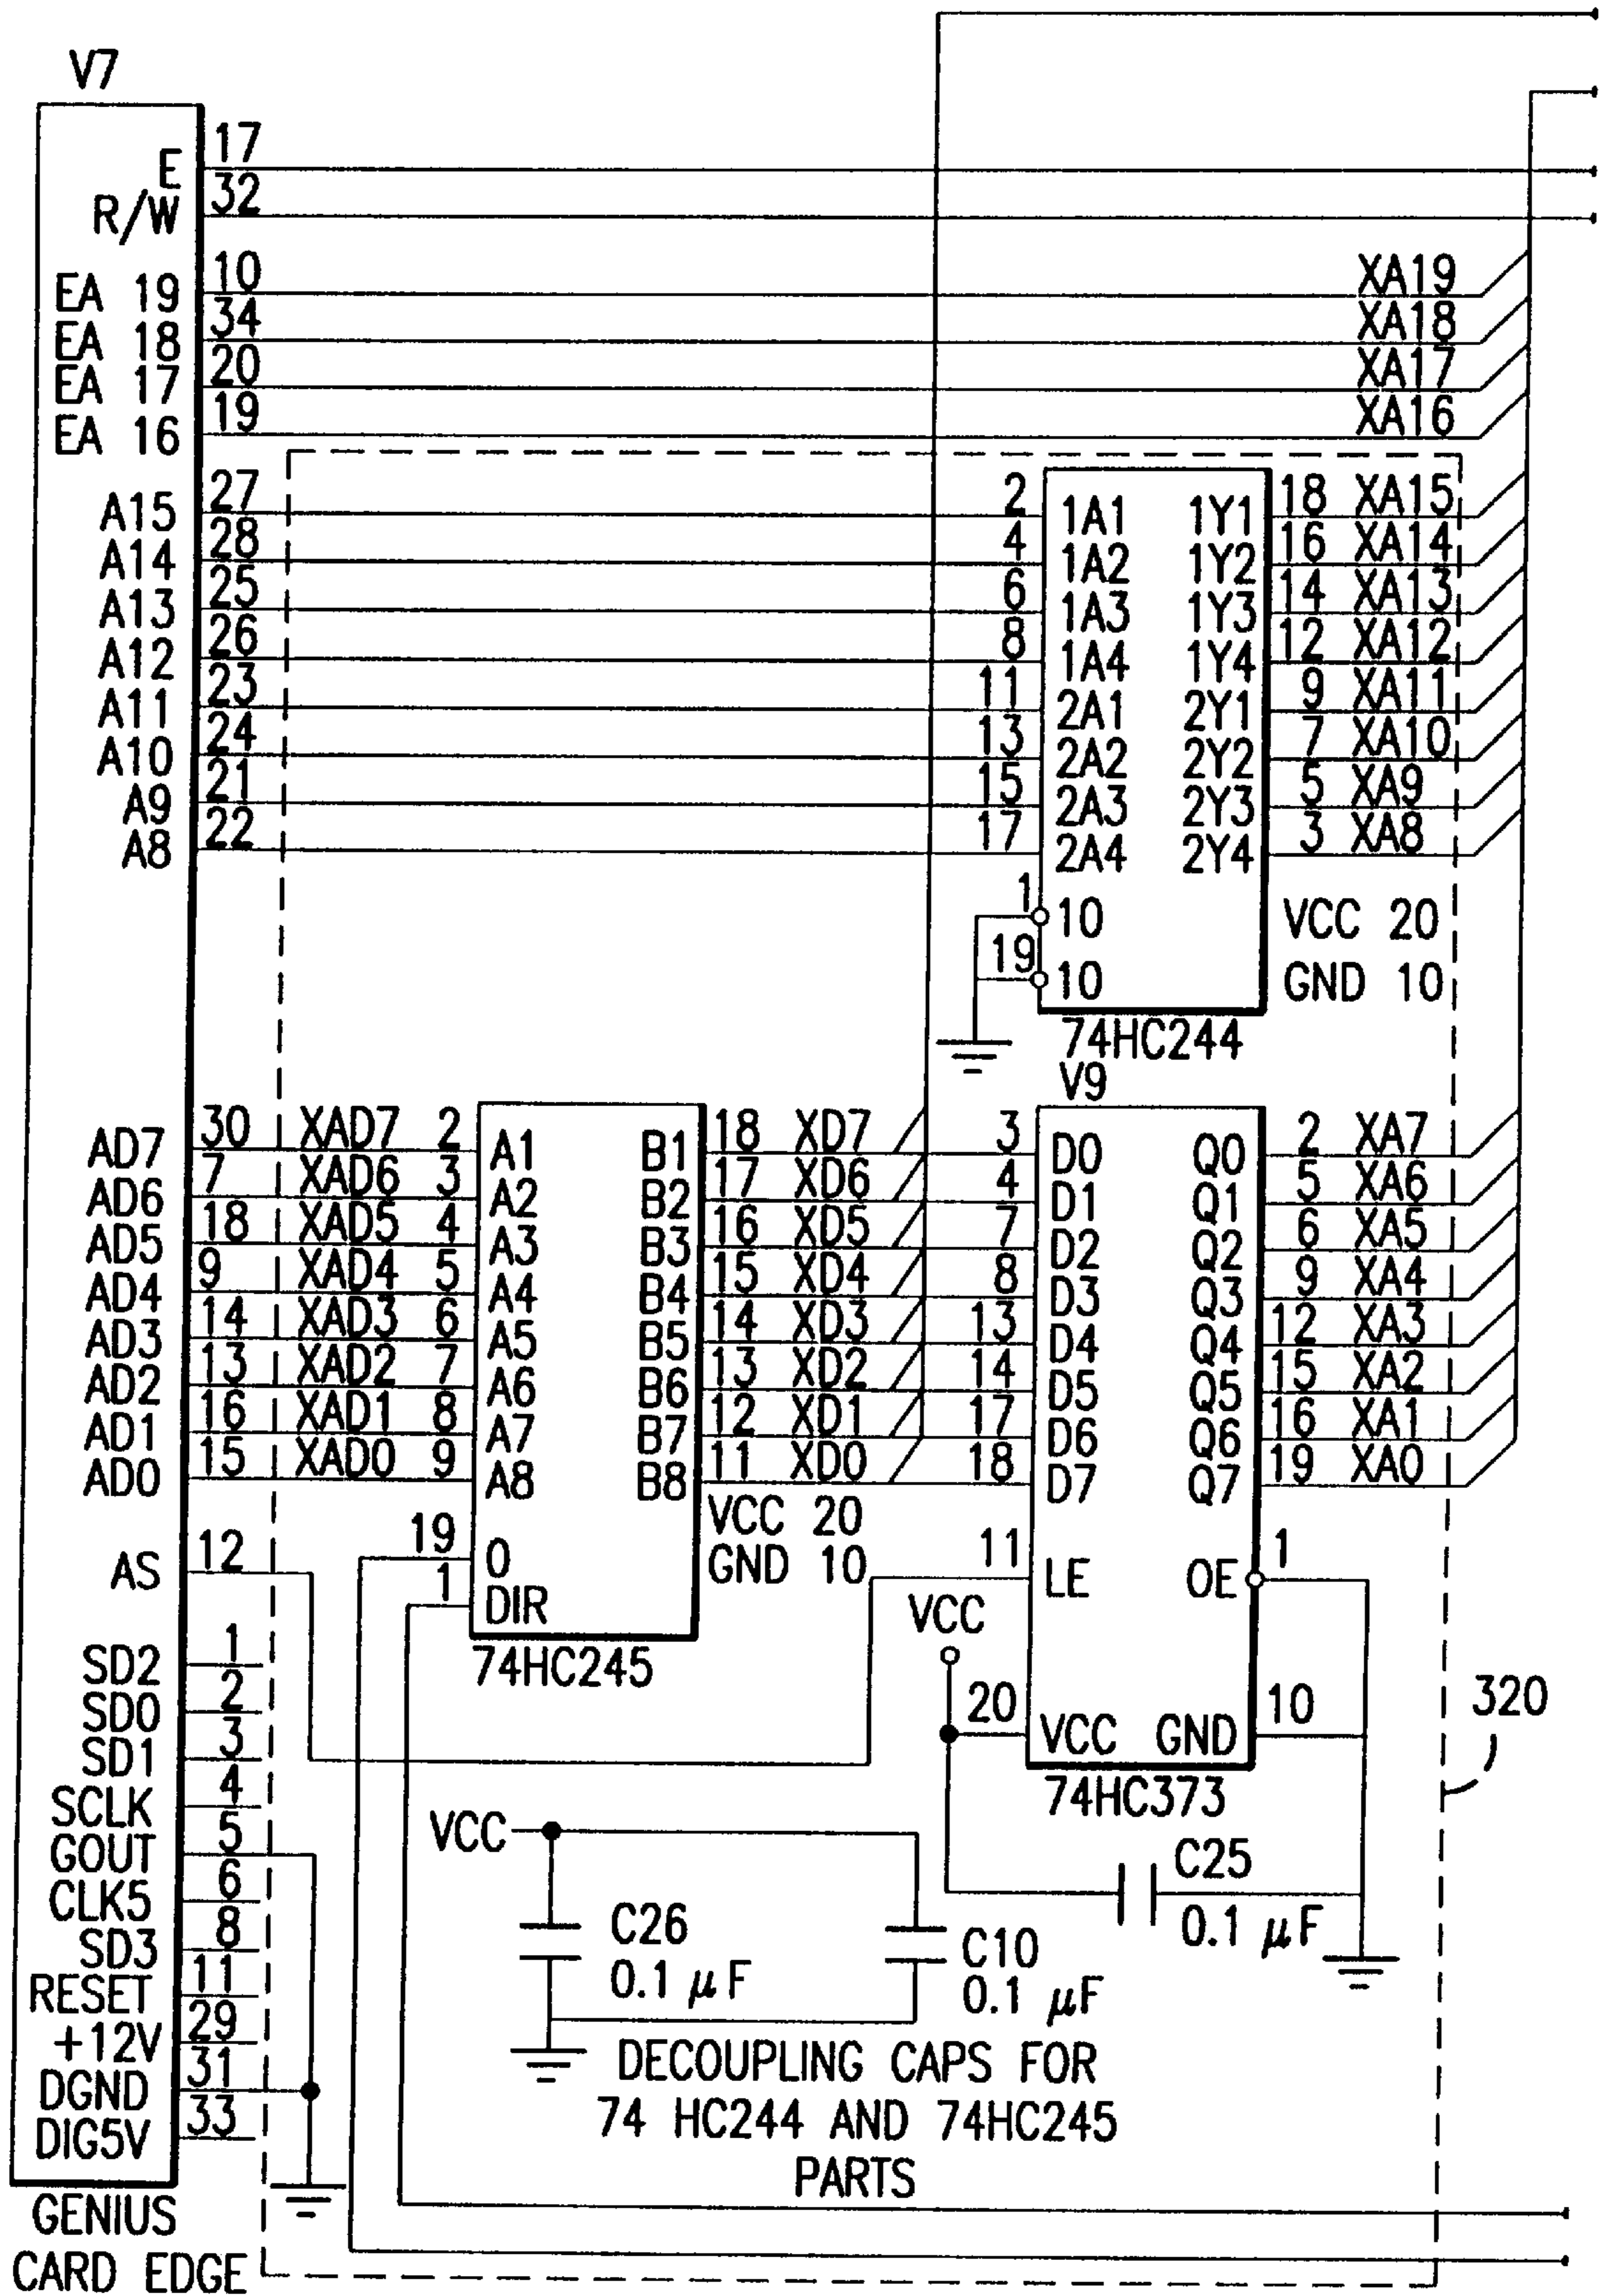 V7
E 17
R/W 32
EA 19 10 XA19
EA 18 34 XA18
EA 17 20 XA17
EA 16 19 XA16
A15 27 2 1A1 1Y1 18 XA15
A14 28 4 1A2 1Y2 16 XA14
A13 25 6 1A3 1Y3 14 XA13
A12 26 8 1A4 1Y4 12 XA12
A11 23 11 2A1 2Y1 9 XA11
A10 24 13 2A2 2Y2 7 XA10
A9 21 15 2A3 2Y3 5 XA9
A8 22 17 2A4 2Y4 3 XA8
1 10 VCC 20
19 10 GND 10
74HC244
V9
AD7 30 XAD7 2 A1 B1 18 XD7 3 D0 Q0 2 XA7
AD6 7 XAD6 3 A2 B2 17 XD6 4 D1 Q1 5 XA6
AD5 18 XAD5 4 A3 B3 16 XD5 7 D2 Q2 6 XA5
AD4 9 XAD4 5 A4 B4 15 XD4 8 D3 Q3 9 XA4
AD3 14 XAD3 6 A5 B5 14 XD3 13 D4 Q4 12 XA3
AD2 13 XAD2 7 A6 B6 13 XD2 14 D5 Q5 15 XA2
AD1 16 XAD1 8 A7 B7 12 XD1 17 D6 Q6 16 XA1
AD0 15 XAD0 9 A8 B8 11 XD0 18 D7 Q7 19 XA0
VCC 20
AS 12 19 0 GND 10 11 LE OE 1
1 DIR VCC
SD2 1 74HC245
SD0 2 20 VCC GND 10 320
SD1 3
SCLK 4 74HC373
GOUT 5 VCC C25
CLK5 6 C26 0.1 µF
SD3 8 C10
RESET 11 0.1 µF 0.1 µF
+12V 29 DECOUPLING CAPS FOR
DGND 31 74 HC244 AND 74HC245
DIG5V 33 PARTS
GENIUS
CARD EDGE